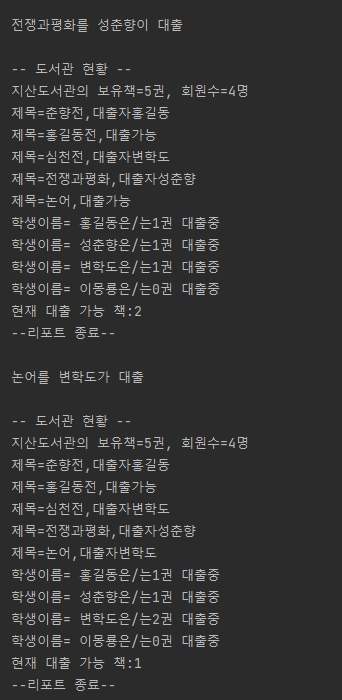 전쟁과평화를 성춘향이 대출
-- 도서관 현황 --
지산도서관의 보유책=5권, 회원수=4명
제목=춘향전,대출자홍길동
제목=홍길동전,대출가능
제목=심천전,대출자변학도
제목=전쟁과평화,대출자성춘향
제목=논어,대출가능
학생이름= 홍길동은/는1권 대출중
학생이름= 성춘향은/는1권 대출중
학생이름= 변학도은/는1권 대출중
학생이름= 이몽룡은/는0권 대출중
현재 대출 가능 책:2
--리포트 종료--
논어를 변학도가 대출
-- 도서관 현황 --
지산도서관의 보유책=5권, 회원수=4명
제목=춘향전,대출자홍길동
제목=홍길동전,대출가능
제목=심천전,대출자변학도
제목=전쟁과평화,대출자성춘향
제목=논어,대출자변학도
학생이름= 홍길동은/는1권 대출중
학생이름= 성춘향은/는1권 대출중
학생이름= 변학도은/는2권 대출중
학생이름= 이몽룡은/는0권 대출중
현재 대출 가능 책:1
--리포트 종료--